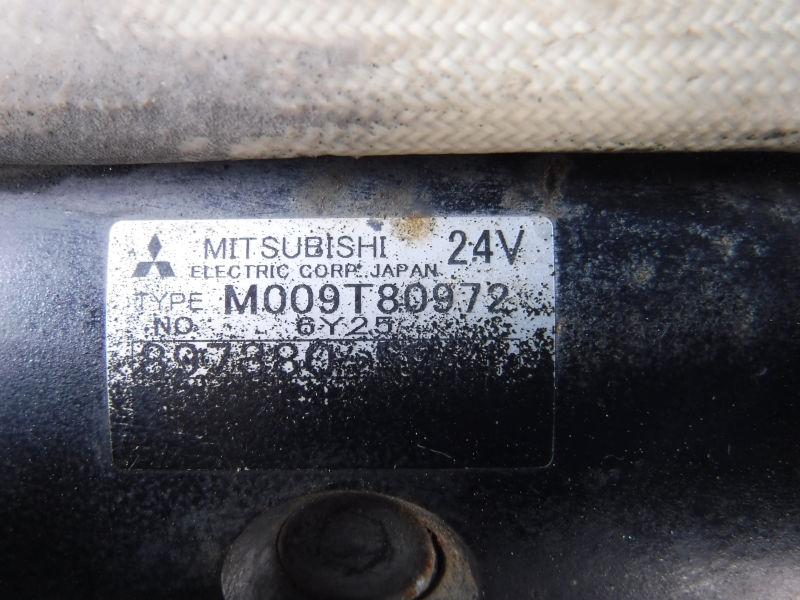 MITSUBISHI 24V
ELECTRIC CORP. JAPAN
TYPE M009T80972
NO. 6Y25